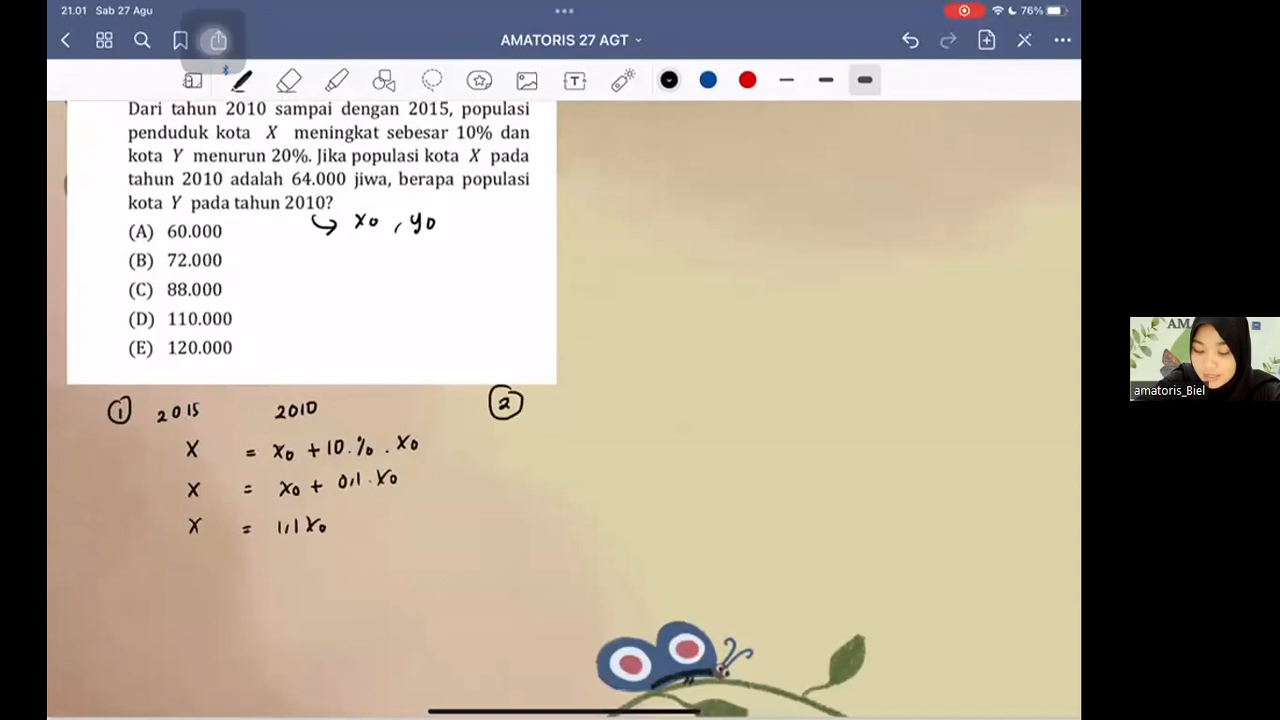 21.01 Sab 27 Agu
76%
AMATORIS 27 AGT
Dari tahun 2010 sampai dengan 2015, populasi
penduduk kota X meningkat sebesar 10% dan
kota Y menurun 20%. Jika populasi kota X pada
tahun 2010 adalah 64.000 jiwa, berapa populasi
kota Y pada tahun 2010?
↳ x₀ , y₀
(A) 60.000
(B) 72.000
(C) 88.000
(D) 110.000
(E) 120.000
① 2015 2010
X = x₀ + 10.% . x₀
X = x₀ + 0,1 . x₀
X = 1,1 x₀
②
amatoris_Biel